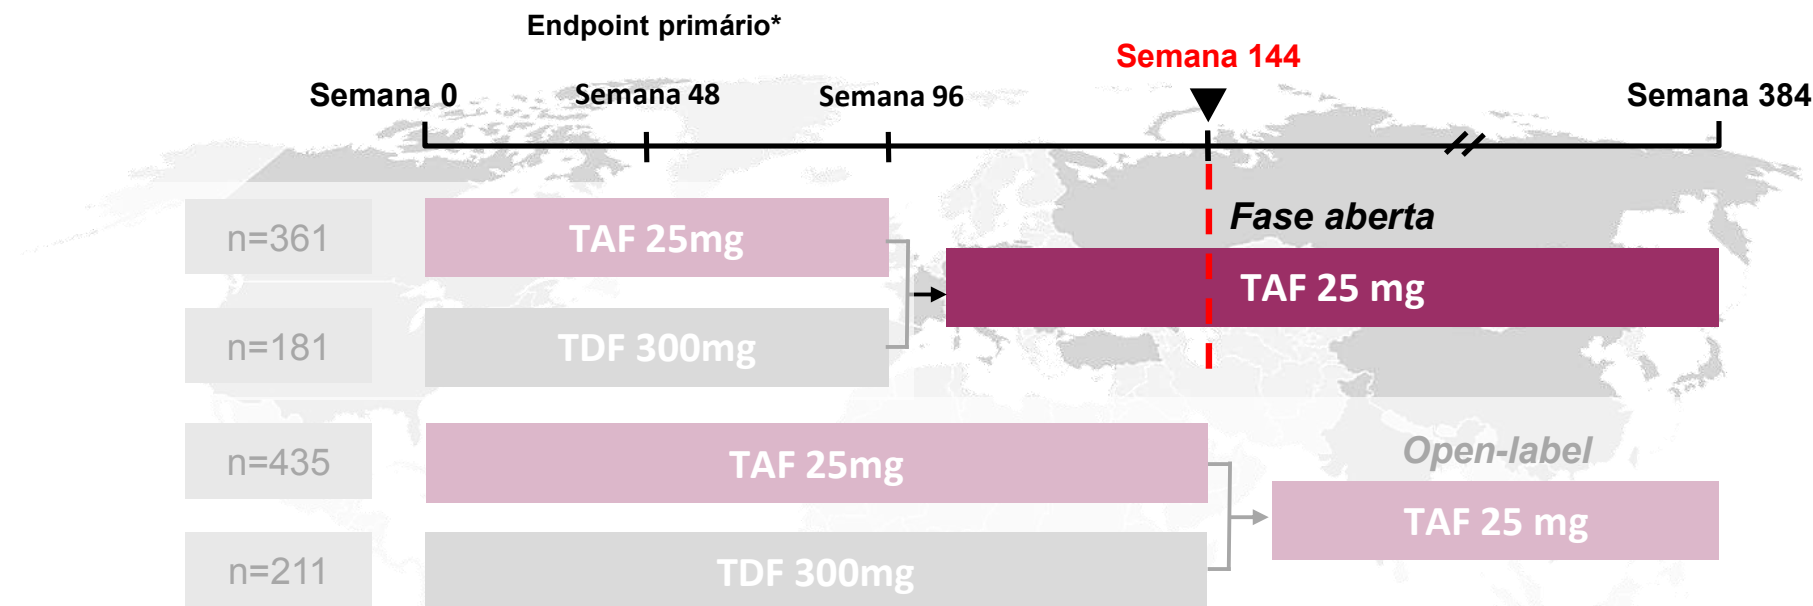 Endpoint primário*
Semana 144
Semana 0
Semana 48
Semana 96
Semana 384
n=361
TAF 25mg
Fase aberta
TAF 25 mg
n=181
TDF 300mg
n=435
TAF 25mg
Open-label
TAF 25 mg
n=211
TDF 300mg